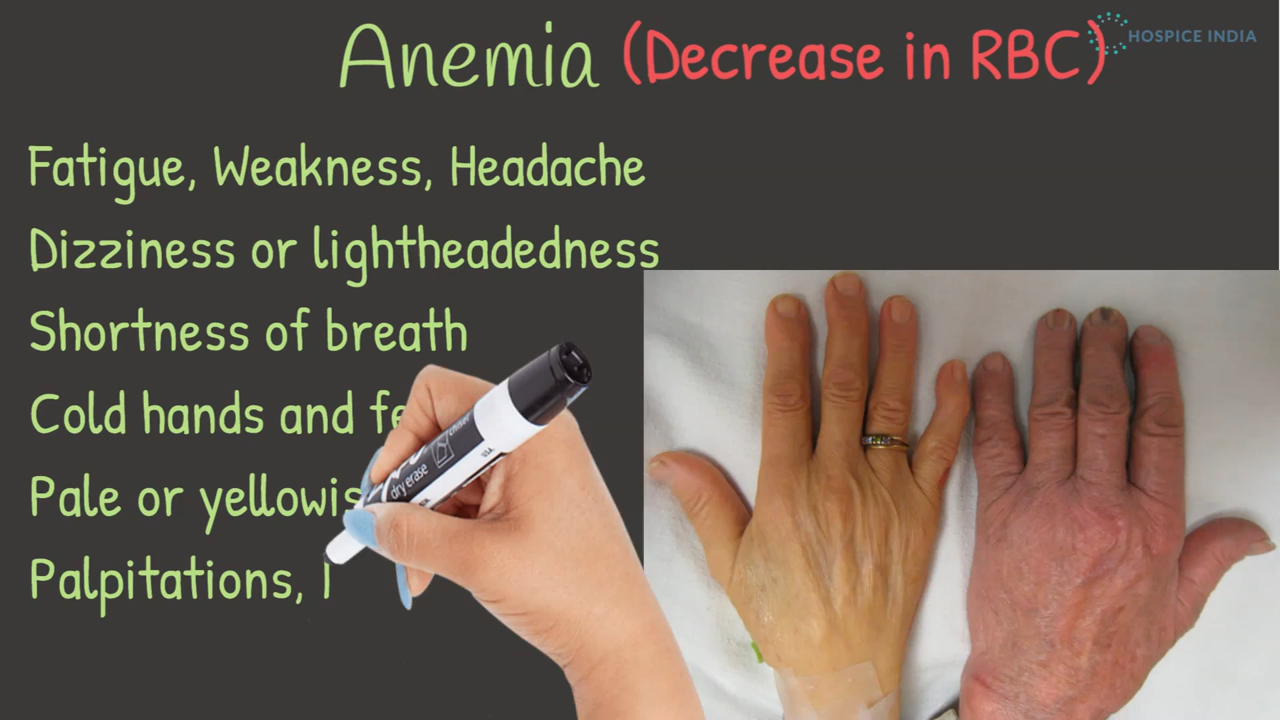 Anemia (Decrease in RBC)
HOSPICE INDIA
Fatigue, Weakness, Headache
Dizziness or lightheadedness
Shortness of breath
Cold hands and fe
Pale or yellowis
Palpitations, I
dry erase
USA